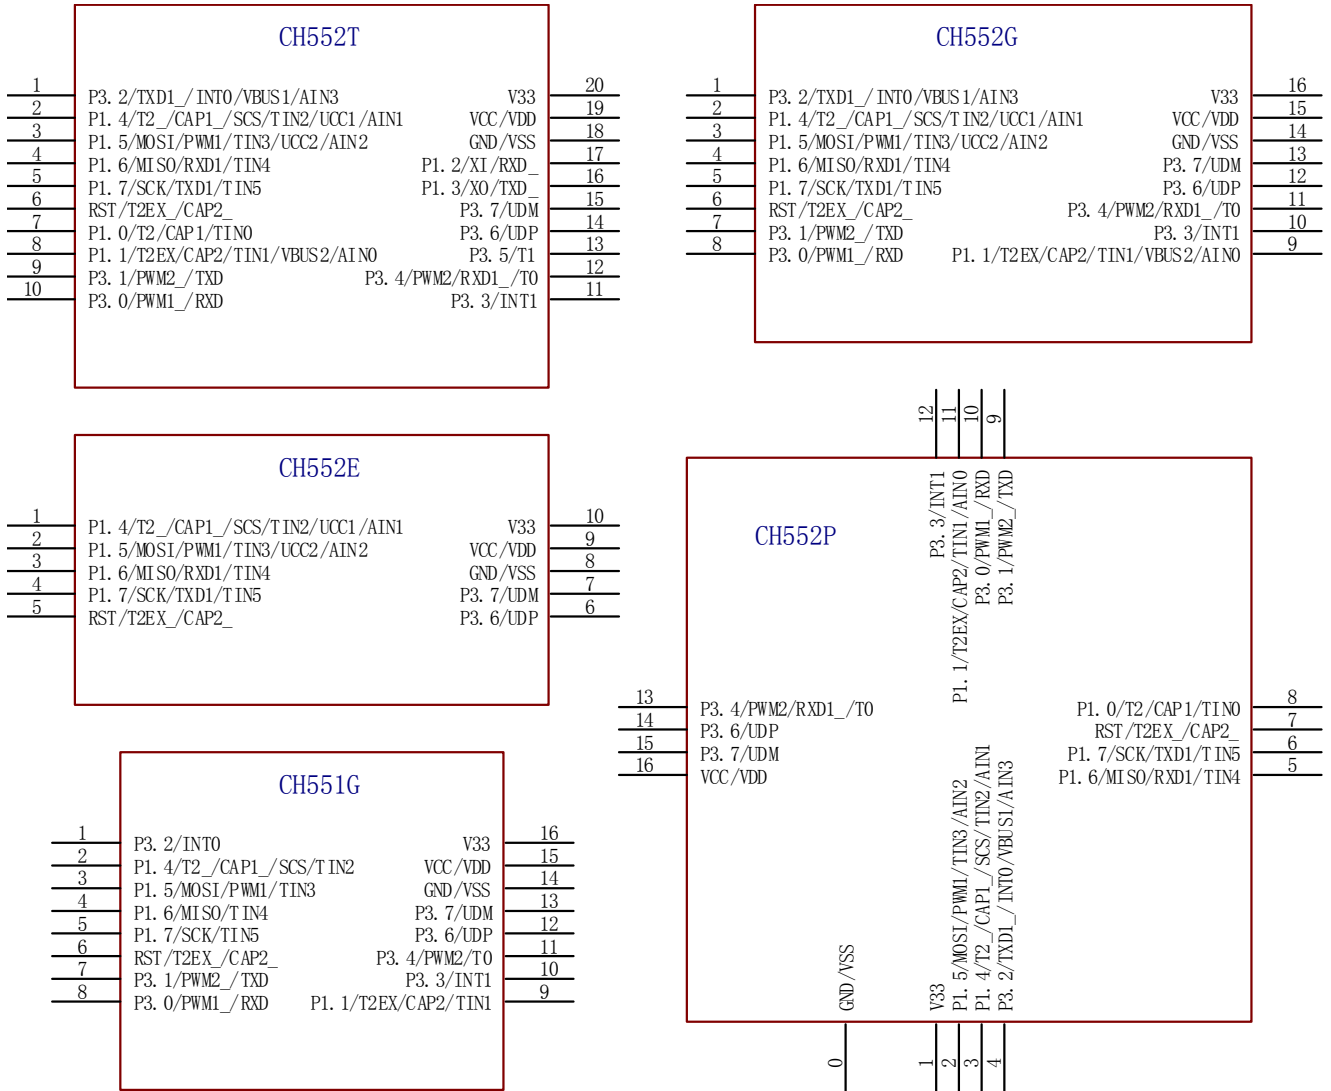 CH552T
1 P3.2/TXD1_/INT0/VBUS1/AIN3 V33 20
2 P1.4/T2_/CAP1_/SCS/TIN2/UCC1/AIN1 VCC/VDD 19
3 P1.5/MOSI/PWM1/TIN3/UCC2/AIN2 GND/VSS 18
4 P1.6/MISO/RXD1/TIN4 P1.2/XI/RXD_ 17
5 P1.7/SCK/TXD1/TIN5 P1.3/XO/TXD_ 16
6 RST/T2EX_/CAP2_ P3.7/UDM 15
7 P1.0/T2/CAP1/TIN0 P3.6/UDP 14
8 P1.1/T2EX/CAP2/TIN1/VBUS2/AIN0 P3.5/T1 13
9 P3.1/PWM2_/TXD P3.4/PWM2/RXD1_/T0 12
10 P3.0/PWM1_/RXD P3.3/INT1 11
CH552G
1 P3.2/TXD1_/INT0/VBUS1/AIN3 V33 16
2 P1.4/T2_/CAP1_/SCS/TIN2/UCC1/AIN1 VCC/VDD 15
3 P1.5/MOSI/PWM1/TIN3/UCC2/AIN2 GND/VSS 14
4 P1.6/MISO/RXD1/TIN4 P3.7/UDM 13
5 P1.7/SCK/TXD1/TIN5 P3.6/UDP 12
6 RST/T2EX_/CAP2_ P3.4/PWM2/RXD1_/T0 11
7 P3.1/PWM2_/TXD P3.3/INT1 10
8 P3.0/PWM1_/RXD P1.1/T2EX/CAP2/TIN1/VBUS2/AIN0 9
CH552E
1 P1.4/T2_/CAP1_/SCS/TIN2/UCC1/AIN1 V33 10
2 P1.5/MOSI/PWM1/TIN3/UCC2/AIN2 VCC/VDD 9
3 P1.6/MISO/RXD1/TIN4 GND/VSS 8
4 P1.7/SCK/TXD1/TIN5 P3.7/UDM 7
5 RST/T2EX_/CAP2_ P3.6/UDP 6
CH552P
12 P3.3/INT1
11 P1.1/T2EX/CAP2/TIN1/AIN0
10 P3.0/PWM1_/RXD
9 P3.1/PWM2_/TXD
13 P3.4/PWM2/RXD1_/T0 P1.0/T2/CAP1/TIN0 8
14 P3.6/UDP RST/T2EX_/CAP2_ 7
15 P3.7/UDM P1.7/SCK/TXD1/TIN5 6
16 VCC/VDD P1.6/MISO/RXD1/TIN4 5
0 GND/VSS
1 V33
2 P1.5/MOSI/PWM1/TIN3/AIN2
3 P1.4/T2_/CAP1_/SCS/TIN2/AIN1
4 P3.2/TXD1_/INT0/VBUS1/AIN3
CH551G
1 P3.2/INT0 V33 16
2 P1.4/T2_/CAP1_/SCS/TIN2 VCC/VDD 15
3 P1.5/MOSI/PWM1/TIN3 GND/VSS 14
4 P1.6/MISO/TIN4 P3.7/UDM 13
5 P1.7/SCK/TIN5 P3.6/UDP 12
6 RST/T2EX_/CAP2_ P3.4/PWM2/T0 11
7 P3.1/PWM2_/TXD P3.3/INT1 10
8 P3.0/PWM1_/RXD P1.1/T2EX/CAP2/TIN1 9